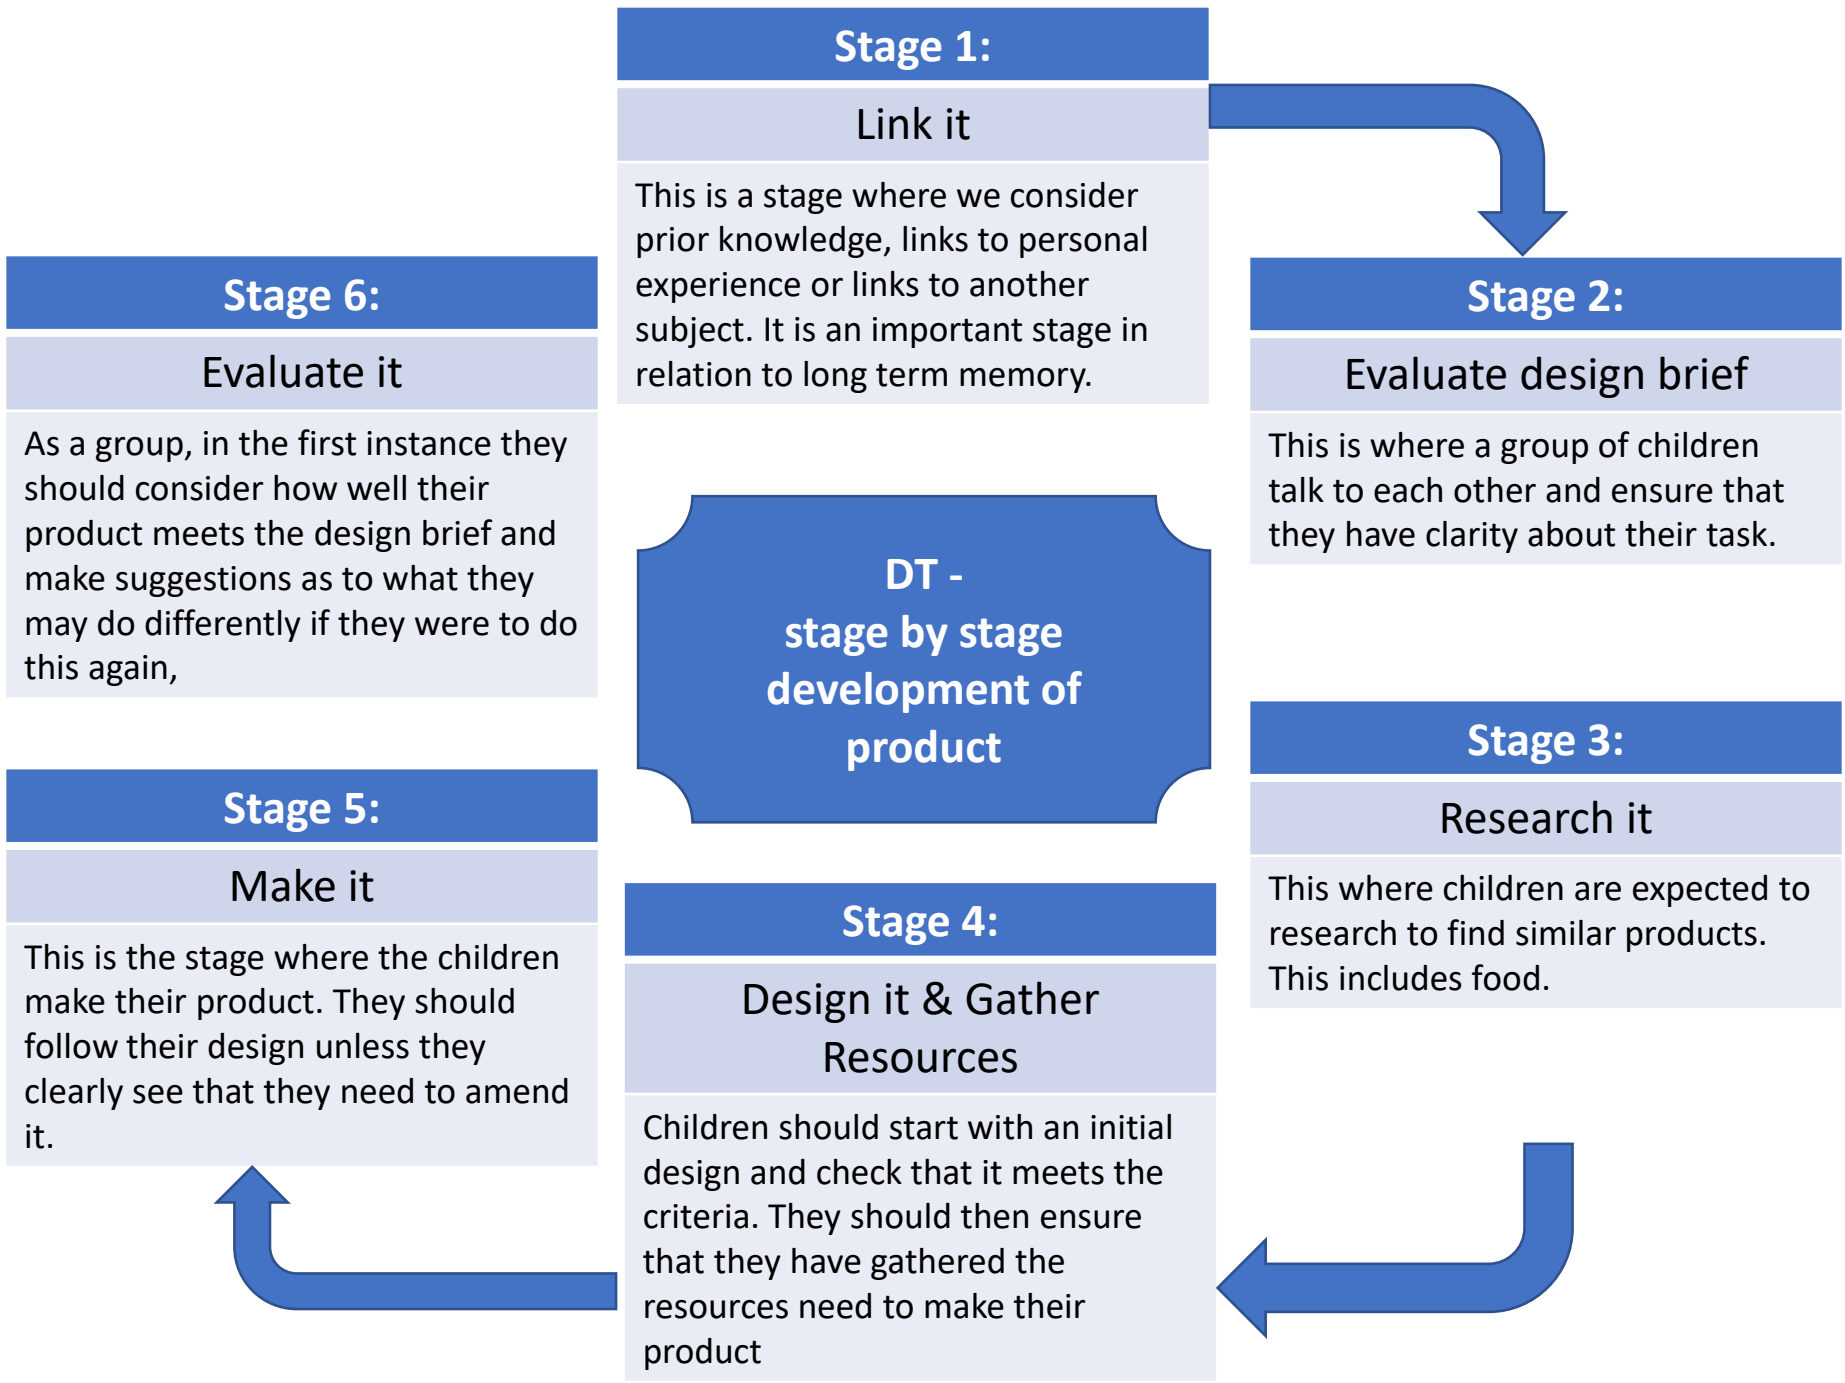 Stage 1:
Link it
This is a stage where we consider
prior knowledge, links to personal
experience or links to another
subject. It is an important stage in
relation to long term memory.
Stage 2:
Evaluate design brief
This is where a group of children
talk to each other and ensure that
they have clarity about their task.
Stage 3:
Research it
This where children are expected to
research to find similar products.
This includes food.
Stage 4:
Design it & Gather
Resources
Children should start with an initial
design and check that it meets the
criteria. They should then ensure
that they have gathered the
resources need to make their
product
Stage 5:
Make it
This is the stage where the children
make their product. They should
follow their design unless they
clearly see that they need to amend
it.
Stage 6:
Evaluate it
As a group, in the first instance they
should consider how well their
product meets the design brief and
make suggestions as to what they
may do differently if they were to do
this again,
DT -
stage by stage
development of
product